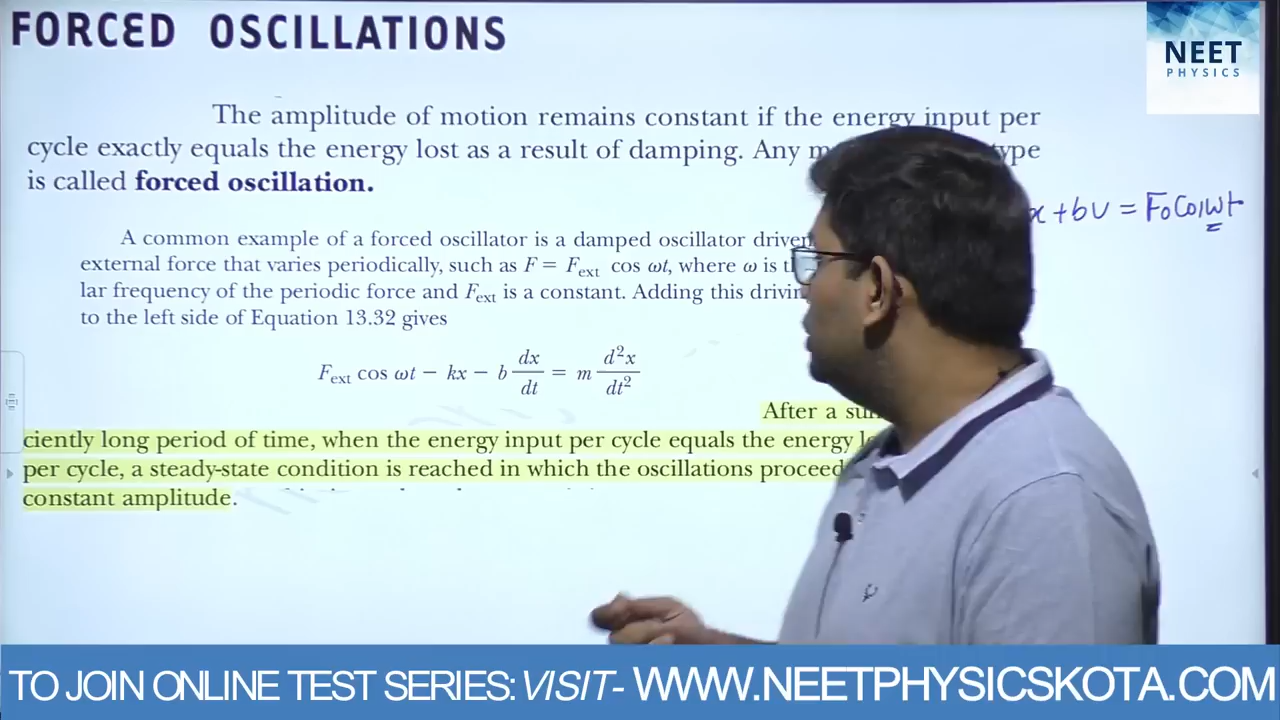 FORCED OSCILLATIONS
NEET
PHYSICS
The amplitude of motion remains constant if the energy input per
cycle exactly equals the energy lost as a result of damping. Any type
is called forced oscillation.
x + bv = F₀ cos ωt
A common example of a forced oscillator is a damped oscillator driven
external force that varies periodically, such as F = Fext cos ωt, where ω is
lar frequency of the periodic force and Fext is a constant. Adding this
to the left side of Equation 13.32 gives
Fext cos ωt − kx − b dx/dt = m d²x/dt²
After a
ciently long period of time, when the energy input per cycle equals the energy
per cycle, a steady-state condition is reached in which the oscillations proceed
constant amplitude.
TO JOIN ONLINE TEST SERIES: VISIT- WWW.NEETPHYSICSKOTA.COM